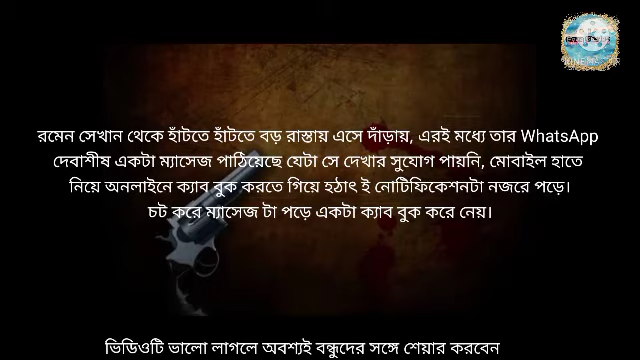 রমেন সেখান থেকে হাঁটতে হাঁটতে বড় রাস্তায় এসে দাঁড়ায়, এরই মধ্যে তার WhatsApp
দেবাশীষ একটা ম্যাসেজ পাঠিয়েছে যেটা সে দেখার সুযোগ পায়নি, মোবাইল হাতে
নিয়ে অনলাইনে ক্যাব বুক করতে গিয়ে হঠাৎ ই নোটিফিকেশনটা নজরে পড়ে।
চট করে ম্যাসেজ টা পড়ে একটা ক্যাব বুক করে নেয়।
ভিডিওটি ভালো লাগলে অবশ্যই বন্ধুদের সঙ্গে শেয়ার করবেন